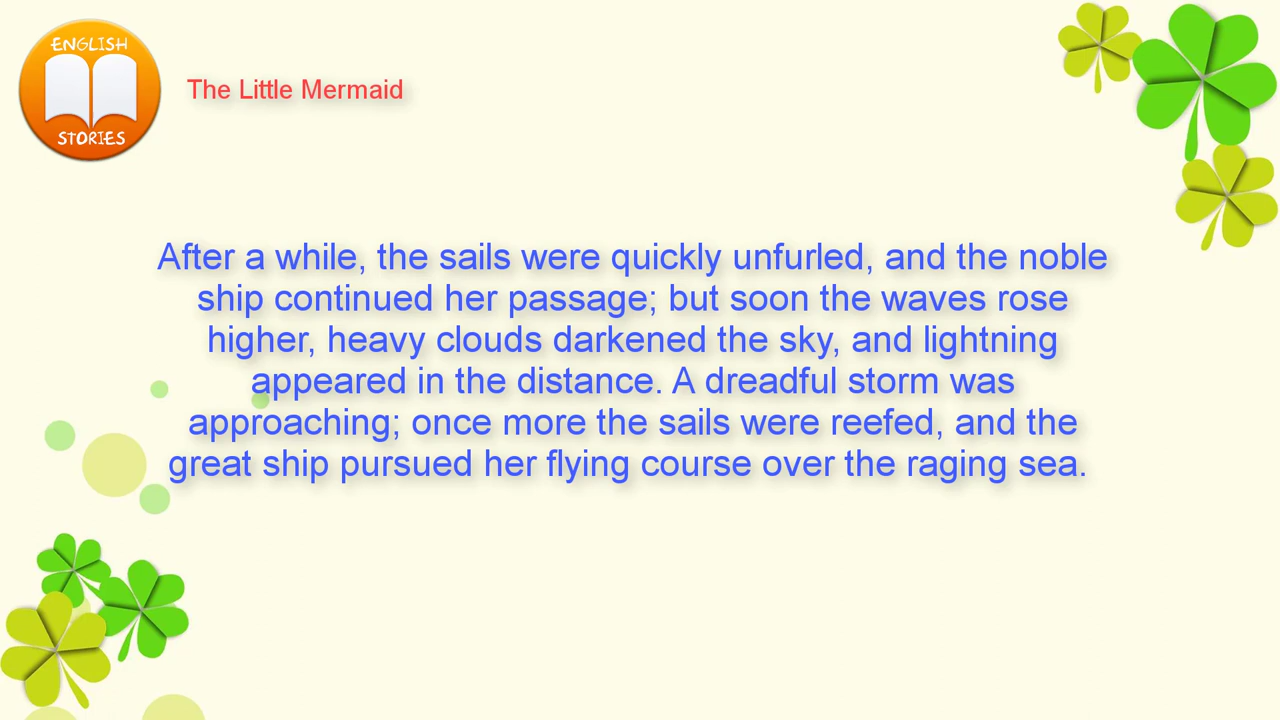 ENGLISH
STORIES
The Little Mermaid
After a while, the sails were quickly unfurled, and the noble
ship continued her passage; but soon the waves rose
higher, heavy clouds darkened the sky, and lightning
appeared in the distance. A dreadful storm was
approaching; once more the sails were reefed, and the
great ship pursued her flying course over the raging sea.